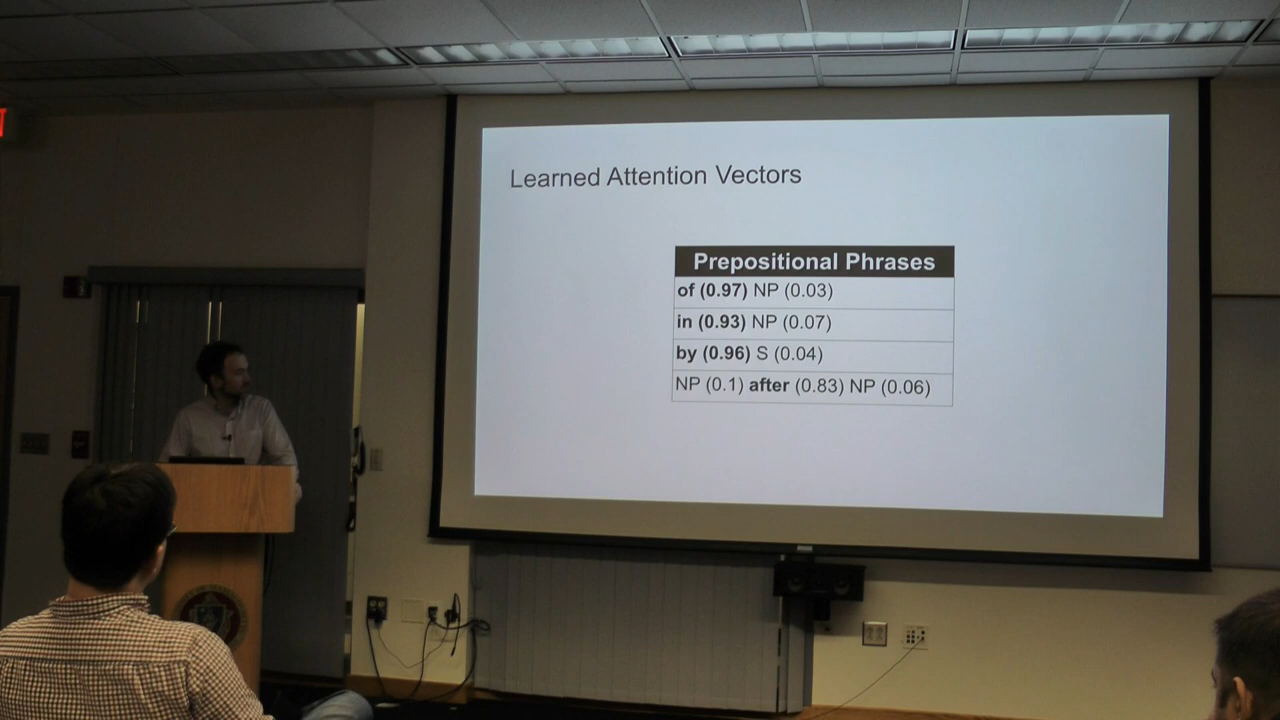 Learned Attention Vectors
Prepositional Phrases
of (0.97) NP (0.03)
in (0.93) NP (0.07)
by (0.96) S (0.04)
NP (0.1) after (0.83) NP (0.06)